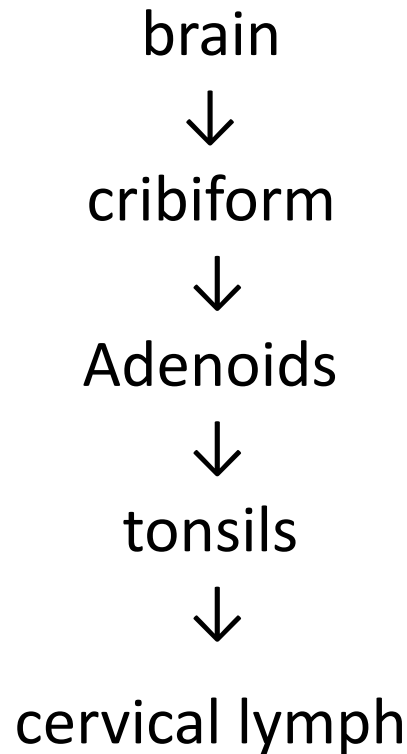 brain
↓
cribiform
↓
Adenoids
↓
tonsils
↓
cervical lymph